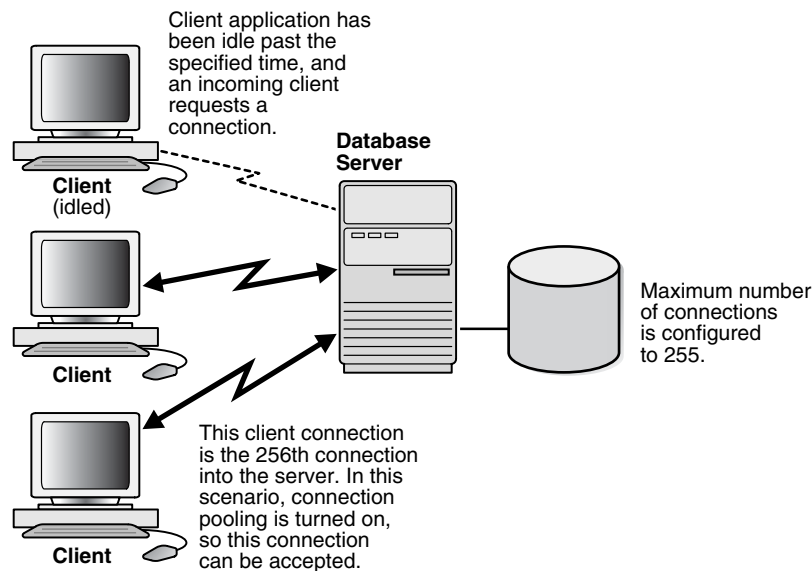 Client application has
been idle past the
specified time, and
an incoming client
requests a
connection.
Database
Server
Client
(idled)
Client
Maximum number
of connections
is configured
to 255.
This client connection
is the 256th connection
into the server. In this
scenario, connection
pooling is turned on,
so this connection
can be accepted.
Client